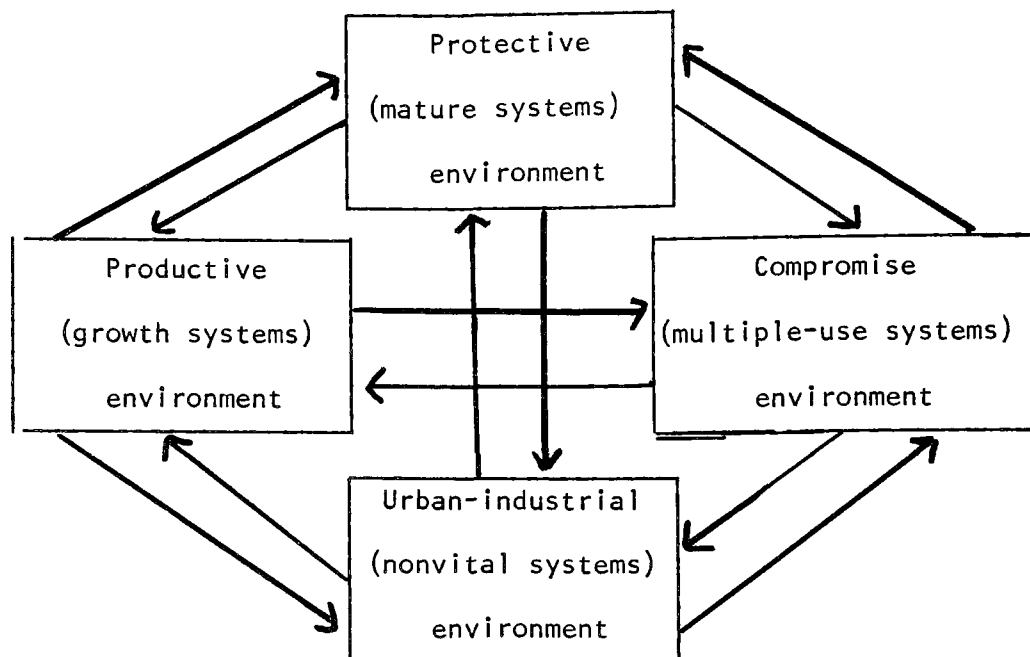 Protective
(mature systems)
environment
Productive
(growth systems)
environment
Compromise
(multiple-use systems)
environment
Urban-industrial
(nonvital systems)
environment